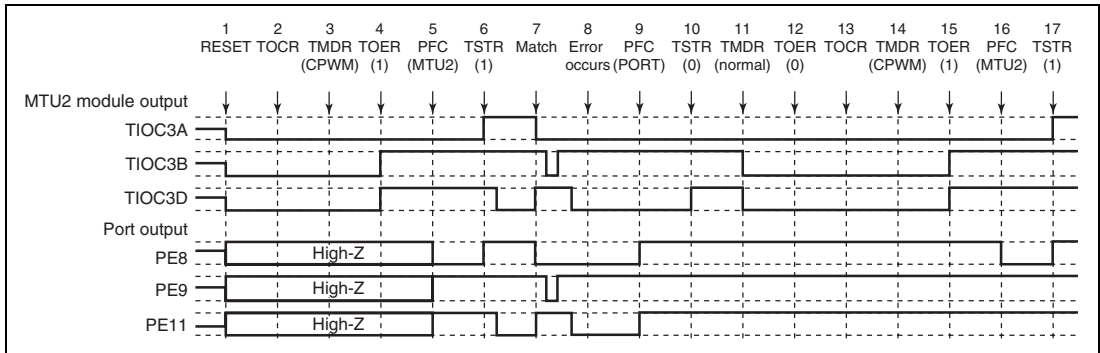 1 2 3 4 5 6 7 8 9 10 11 12 13 14 15 16 17
RESET TOCR TMDR TOER PFC TSTR Match Error PFC TSTR TMDR TOER TOCR TMDR TOER PFC TSTR
(CPWM) (1) (MTU2) (1) occurs (PORT) (0) (normal) (0) (CPWM) (1) (MTU2) (1)
MTU2 module output
TIOC3A
TIOC3B
TIOC3D
Port output
PE8 High-Z
PE9 High-Z
PE11 High-Z